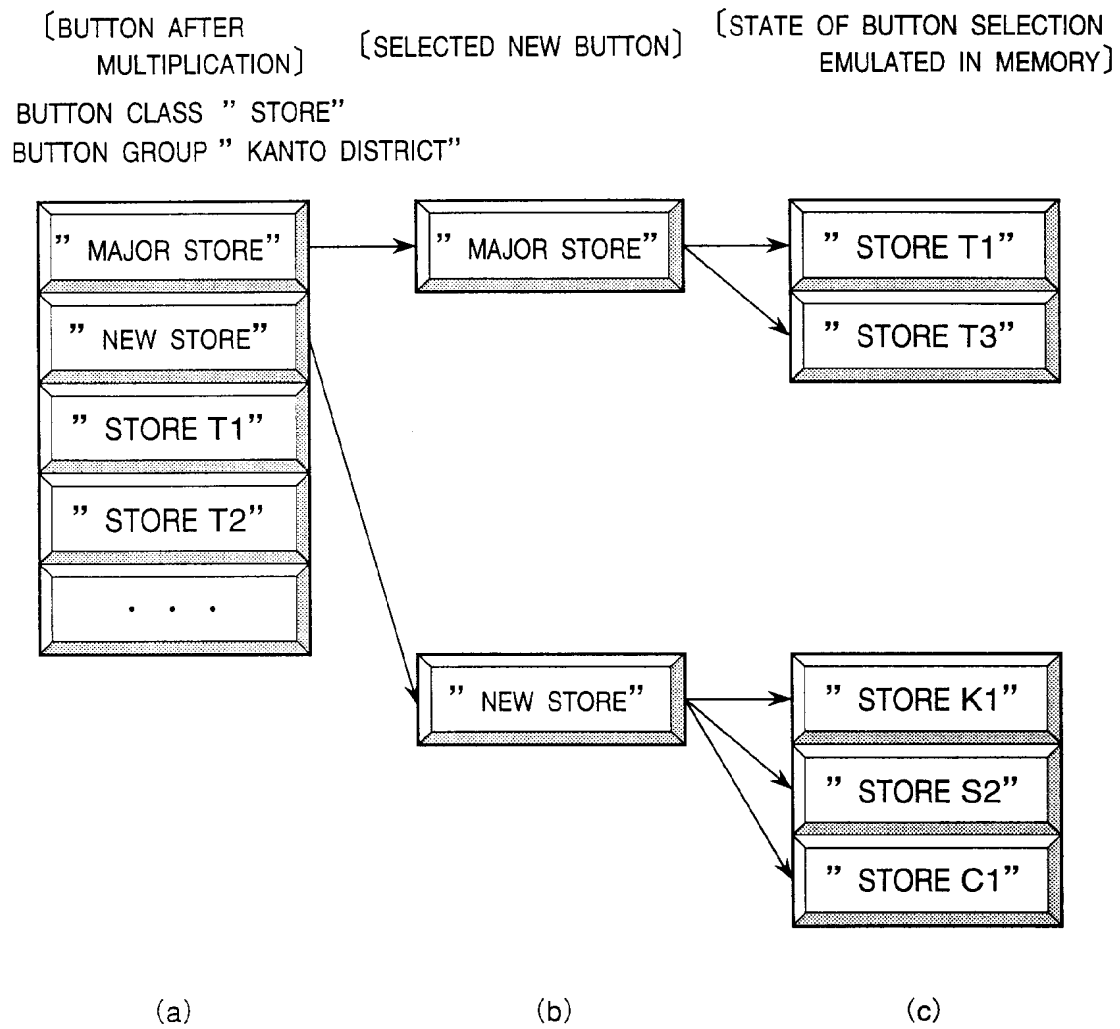 〔BUTTON AFTER
MULTIPLICATION〕
BUTTON CLASS ” STORE”
BUTTON GROUP ” KANTO DISTRICT”
” MAJOR STORE”
” NEW STORE”
” STORE T1”
” STORE T2”
· · ·
(a)
〔SELECTED NEW BUTTON〕
” MAJOR STORE”
” NEW STORE”
(b)
〔STATE OF BUTTON SELECTION
EMULATED IN MEMORY〕
” STORE T1”
” STORE T3”
” STORE K1”
” STORE S2”
” STORE C1”
(c)